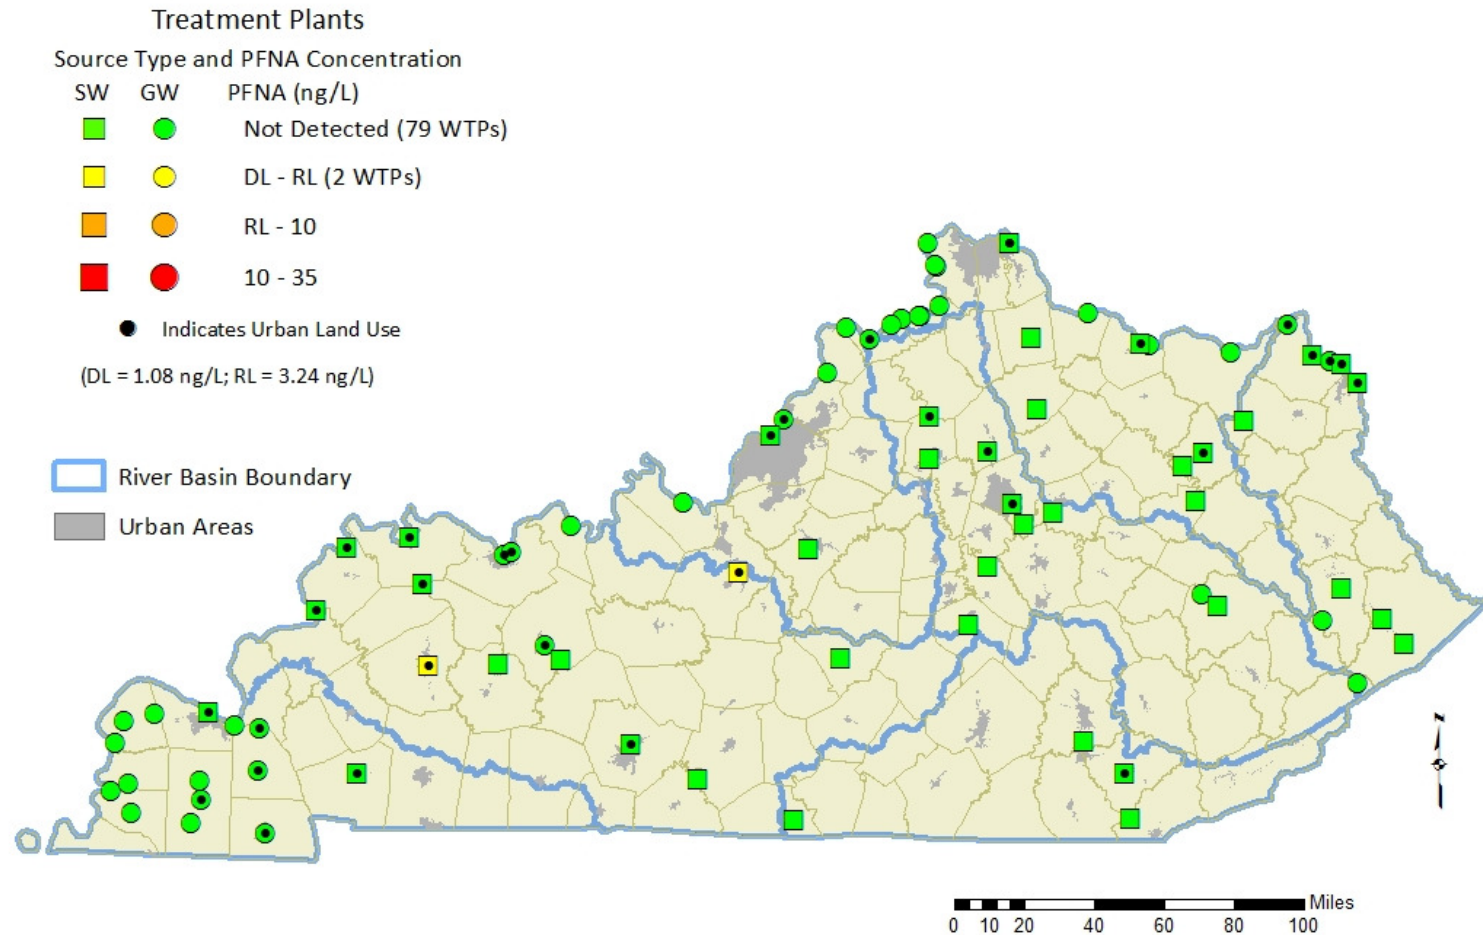 Treatment Plants
Source Type and PFNA Concentration
SW GW PFNA (ng/L)
Not Detected (79 WTPs)
DL - RL (2 WTPs)
RL - 10
10 - 35
Indicates Urban Land Use
(DL = 1.08 ng/L; RL = 3.24 ng/L)
River Basin Boundary
Urban Areas
N
Miles
0 10 20 40 60 80 100